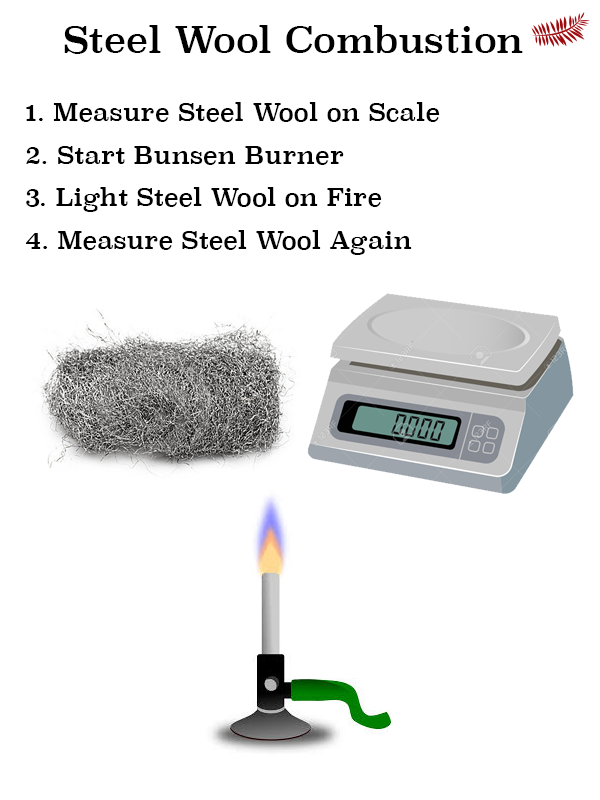 Steel Wool Combustion
1. Measure Steel Wool on Scale
2. Start Bunsen Burner
3. Light Steel Wool on Fire
4. Measure Steel Wool Again
0.000